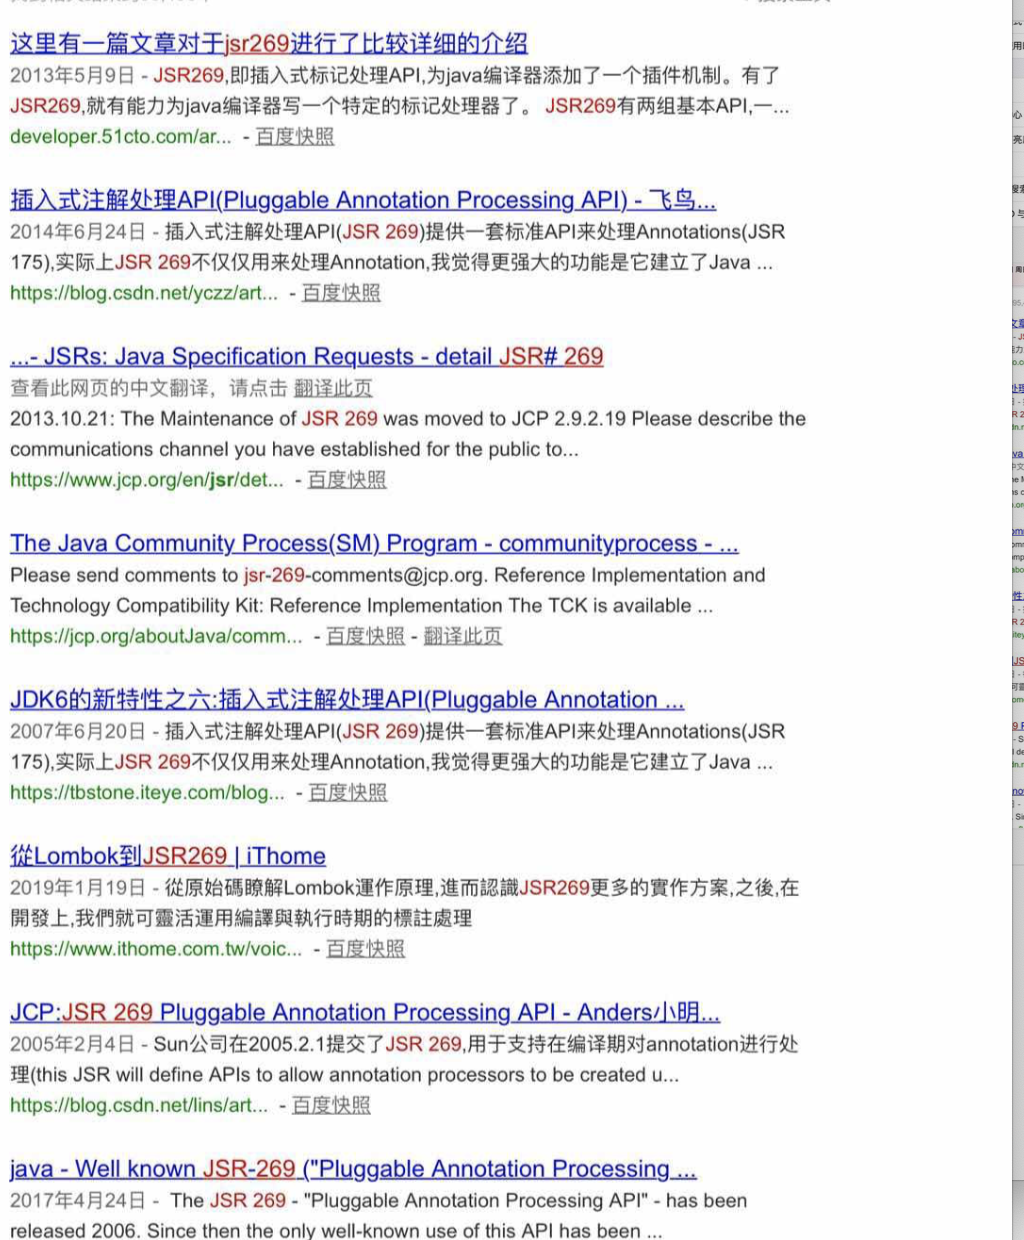 这里有一篇文章对于jsr269进行了比较详细的介绍
2013年5月9日 - JSR269,即插入式标记处理API,为java编译器添加了一个插件机制。有了
JSR269,就有能力为java编译器写一个特定的标记处理器了。 JSR269有两组基本API,一...
developer.51cto.com/ar... - 百度快照
插入式注解处理API(Pluggable Annotation Processing API) - 飞鸟...
2014年6月24日 - 插入式注解处理API(JSR 269)提供一套标准API来处理Annotations(JSR
175),实际上JSR 269不仅仅用来处理Annotation,我觉得更强大的功能是它建立了Java ...
https://blog.csdn.net/yczz/art... - 百度快照
...- JSRs: Java Specification Requests - detail JSR# 269
查看此网页的中文翻译，请点击 翻译此页
2013.10.21: The Maintenance of JSR 269 was moved to JCP 2.9.2.19 Please describe the
communications channel you have established for the public to...
https://www.jcp.org/en/jsr/det... - 百度快照
The Java Community Process(SM) Program - communityprocess - ...
Please send comments to jsr-269-comments@jcp.org. Reference Implementation and
Technology Compatibility Kit: Reference Implementation The TCK is available ...
https://jcp.org/aboutJava/comm... - 百度快照 - 翻译此页
JDK6的新特性之六:插入式注解处理API(Pluggable Annotation ...
2007年6月20日 - 插入式注解处理API(JSR 269)提供一套标准API来处理Annotations(JSR
175),实际上JSR 269不仅仅用来处理Annotation,我觉得更强大的功能是它建立了Java ...
https://tbstone.iteye.com/blog... - 百度快照
從Lombok到JSR269 | iThome
2019年1月19日 - 從原始碼瞭解Lombok運作原理,進而認識JSR269更多的實作方案,之後,在
開發上,我們就可靈活運用編譯與執行時期的標註處理
https://www.ithome.com.tw/voic... - 百度快照
JCP:JSR 269 Pluggable Annotation Processing API - Anders小明...
2005年2月4日 - Sun公司在2005.2.1提交了JSR 269,用于支持在编译期对annotation进行处
理(this JSR will define APIs to allow annotation processors to be created u...
https://blog.csdn.net/lins/art... - 百度快照
java - Well known JSR-269 ("Pluggable Annotation Processing ...
2017年4月24日 - The JSR 269 - "Pluggable Annotation Processing API" - has been
released 2006. Since then the only well-known use of this API has been ...